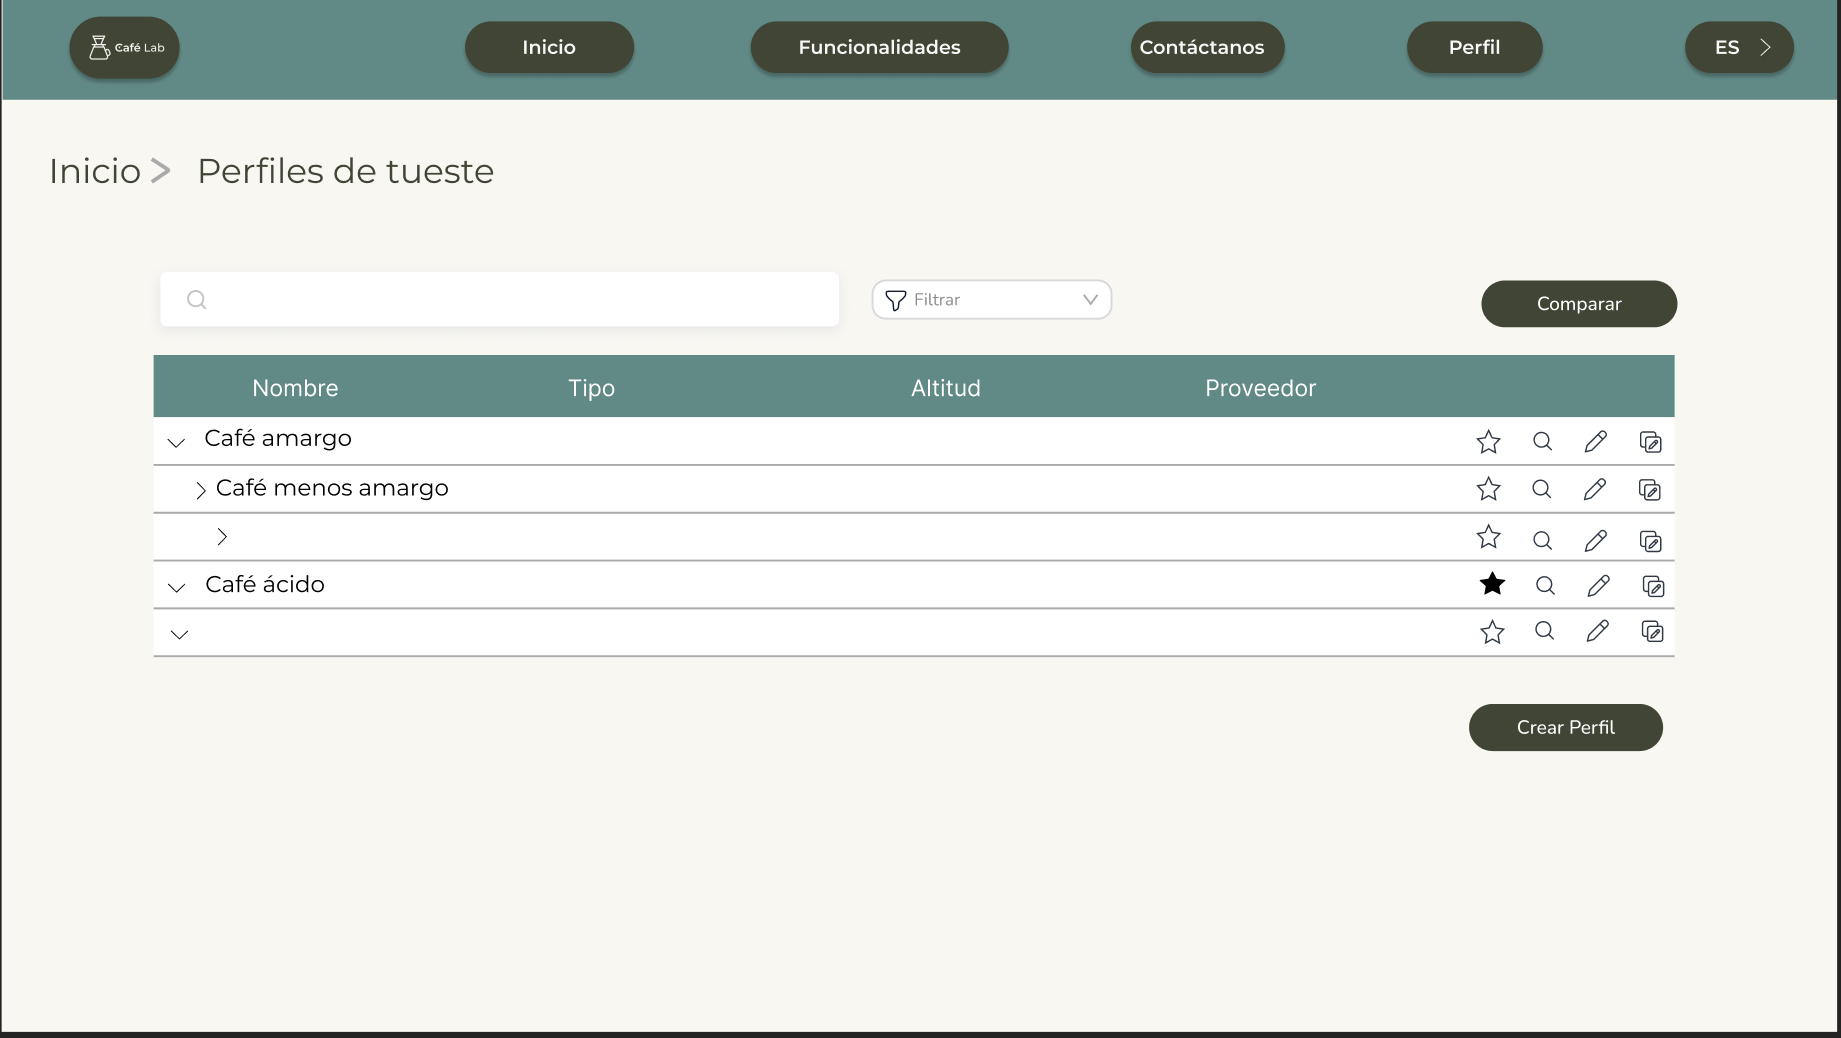 Café Lab
Inicio
Funcionalidades
Contáctanos
Perfil
ES
Inicio > Perfiles de tueste
Filtrar
Comparar
Nombre Tipo Altitud Proveedor
Café amargo
Café menos amargo
Café ácido
Crear Perfil